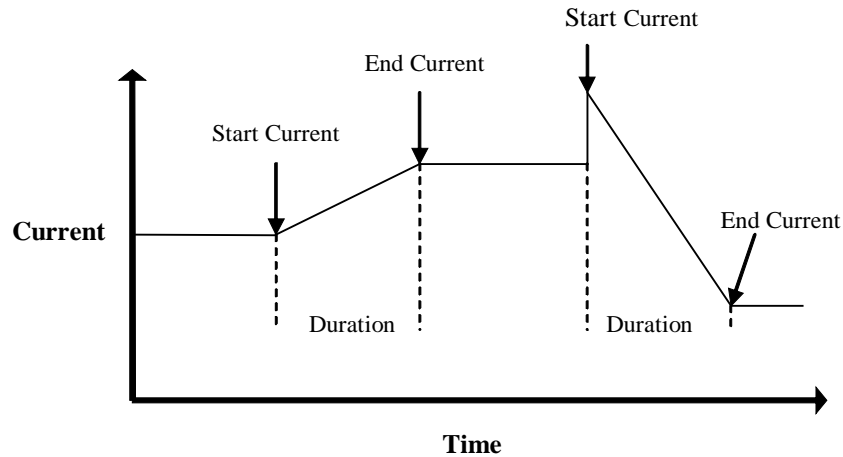 Start Current
End Current
Start Current
Current
End Current
Duration
Duration
Time